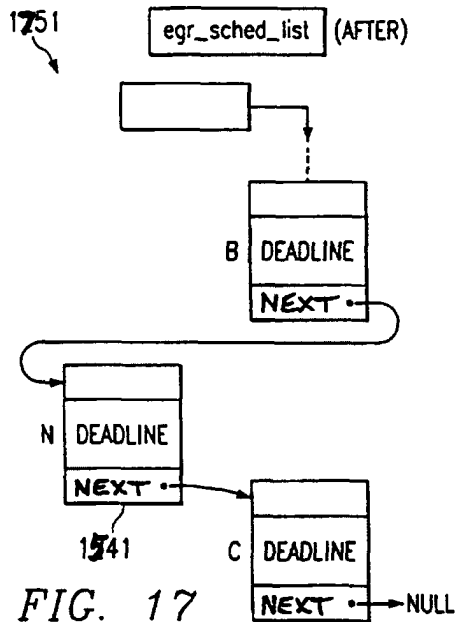 1751
egr_sched_list (AFTER)
B DEADLINE
NEXT
N DEADLINE
NEXT
1541
C DEADLINE
NEXT NULL
FIG. 17